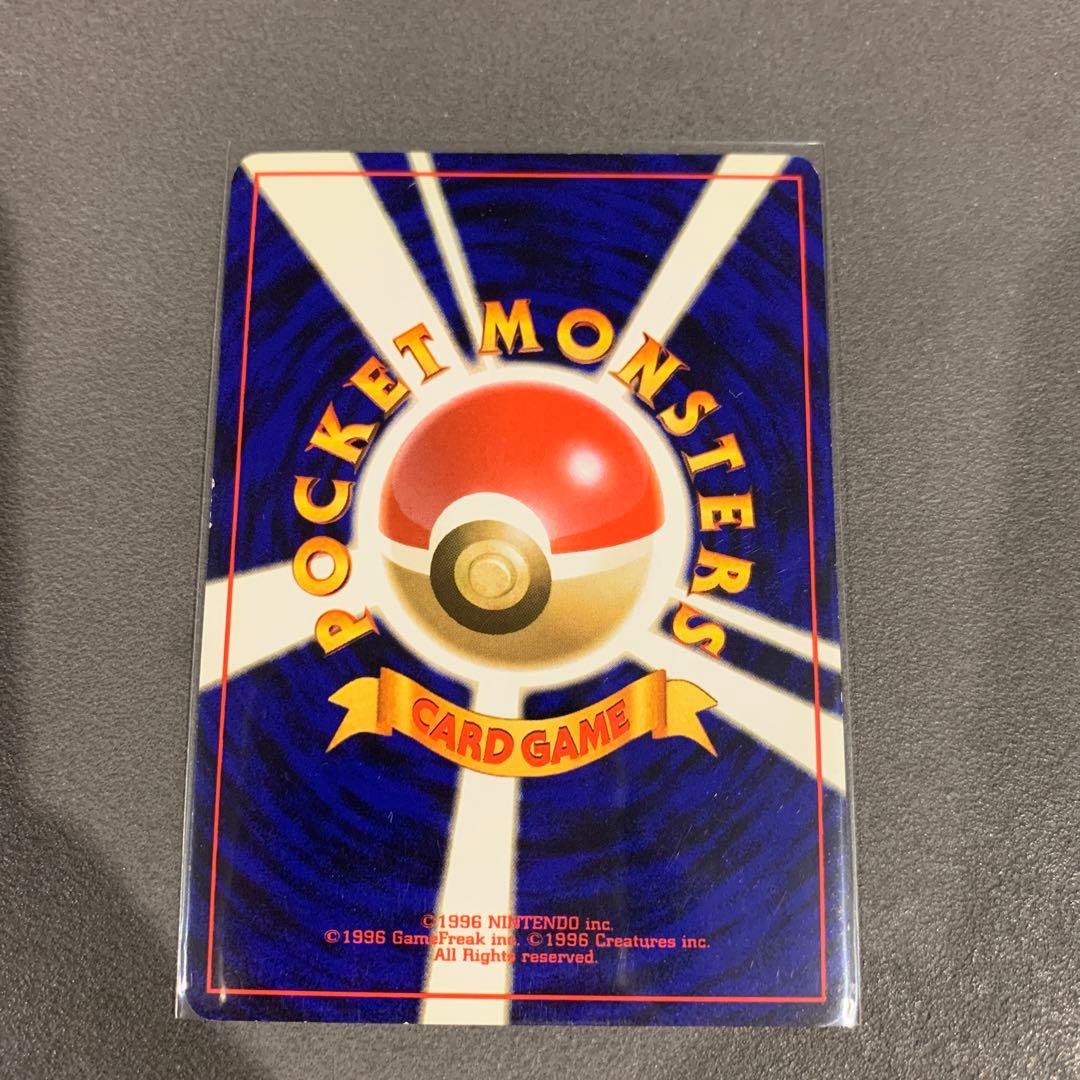 POCKET MONSTERS
CARD GAME
©1996 NINTENDO inc.
©1996 GameFreak inc. ©1996 Creatures inc.
All Rights reserved.